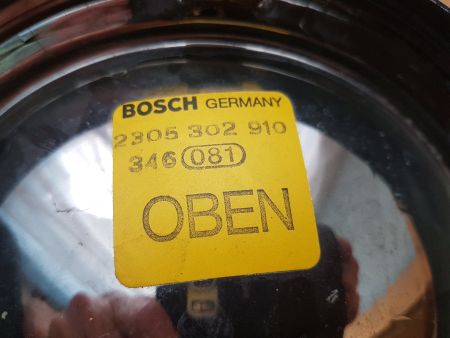 BOSCH GERMANY
2305 302 910
346 081
OBEN